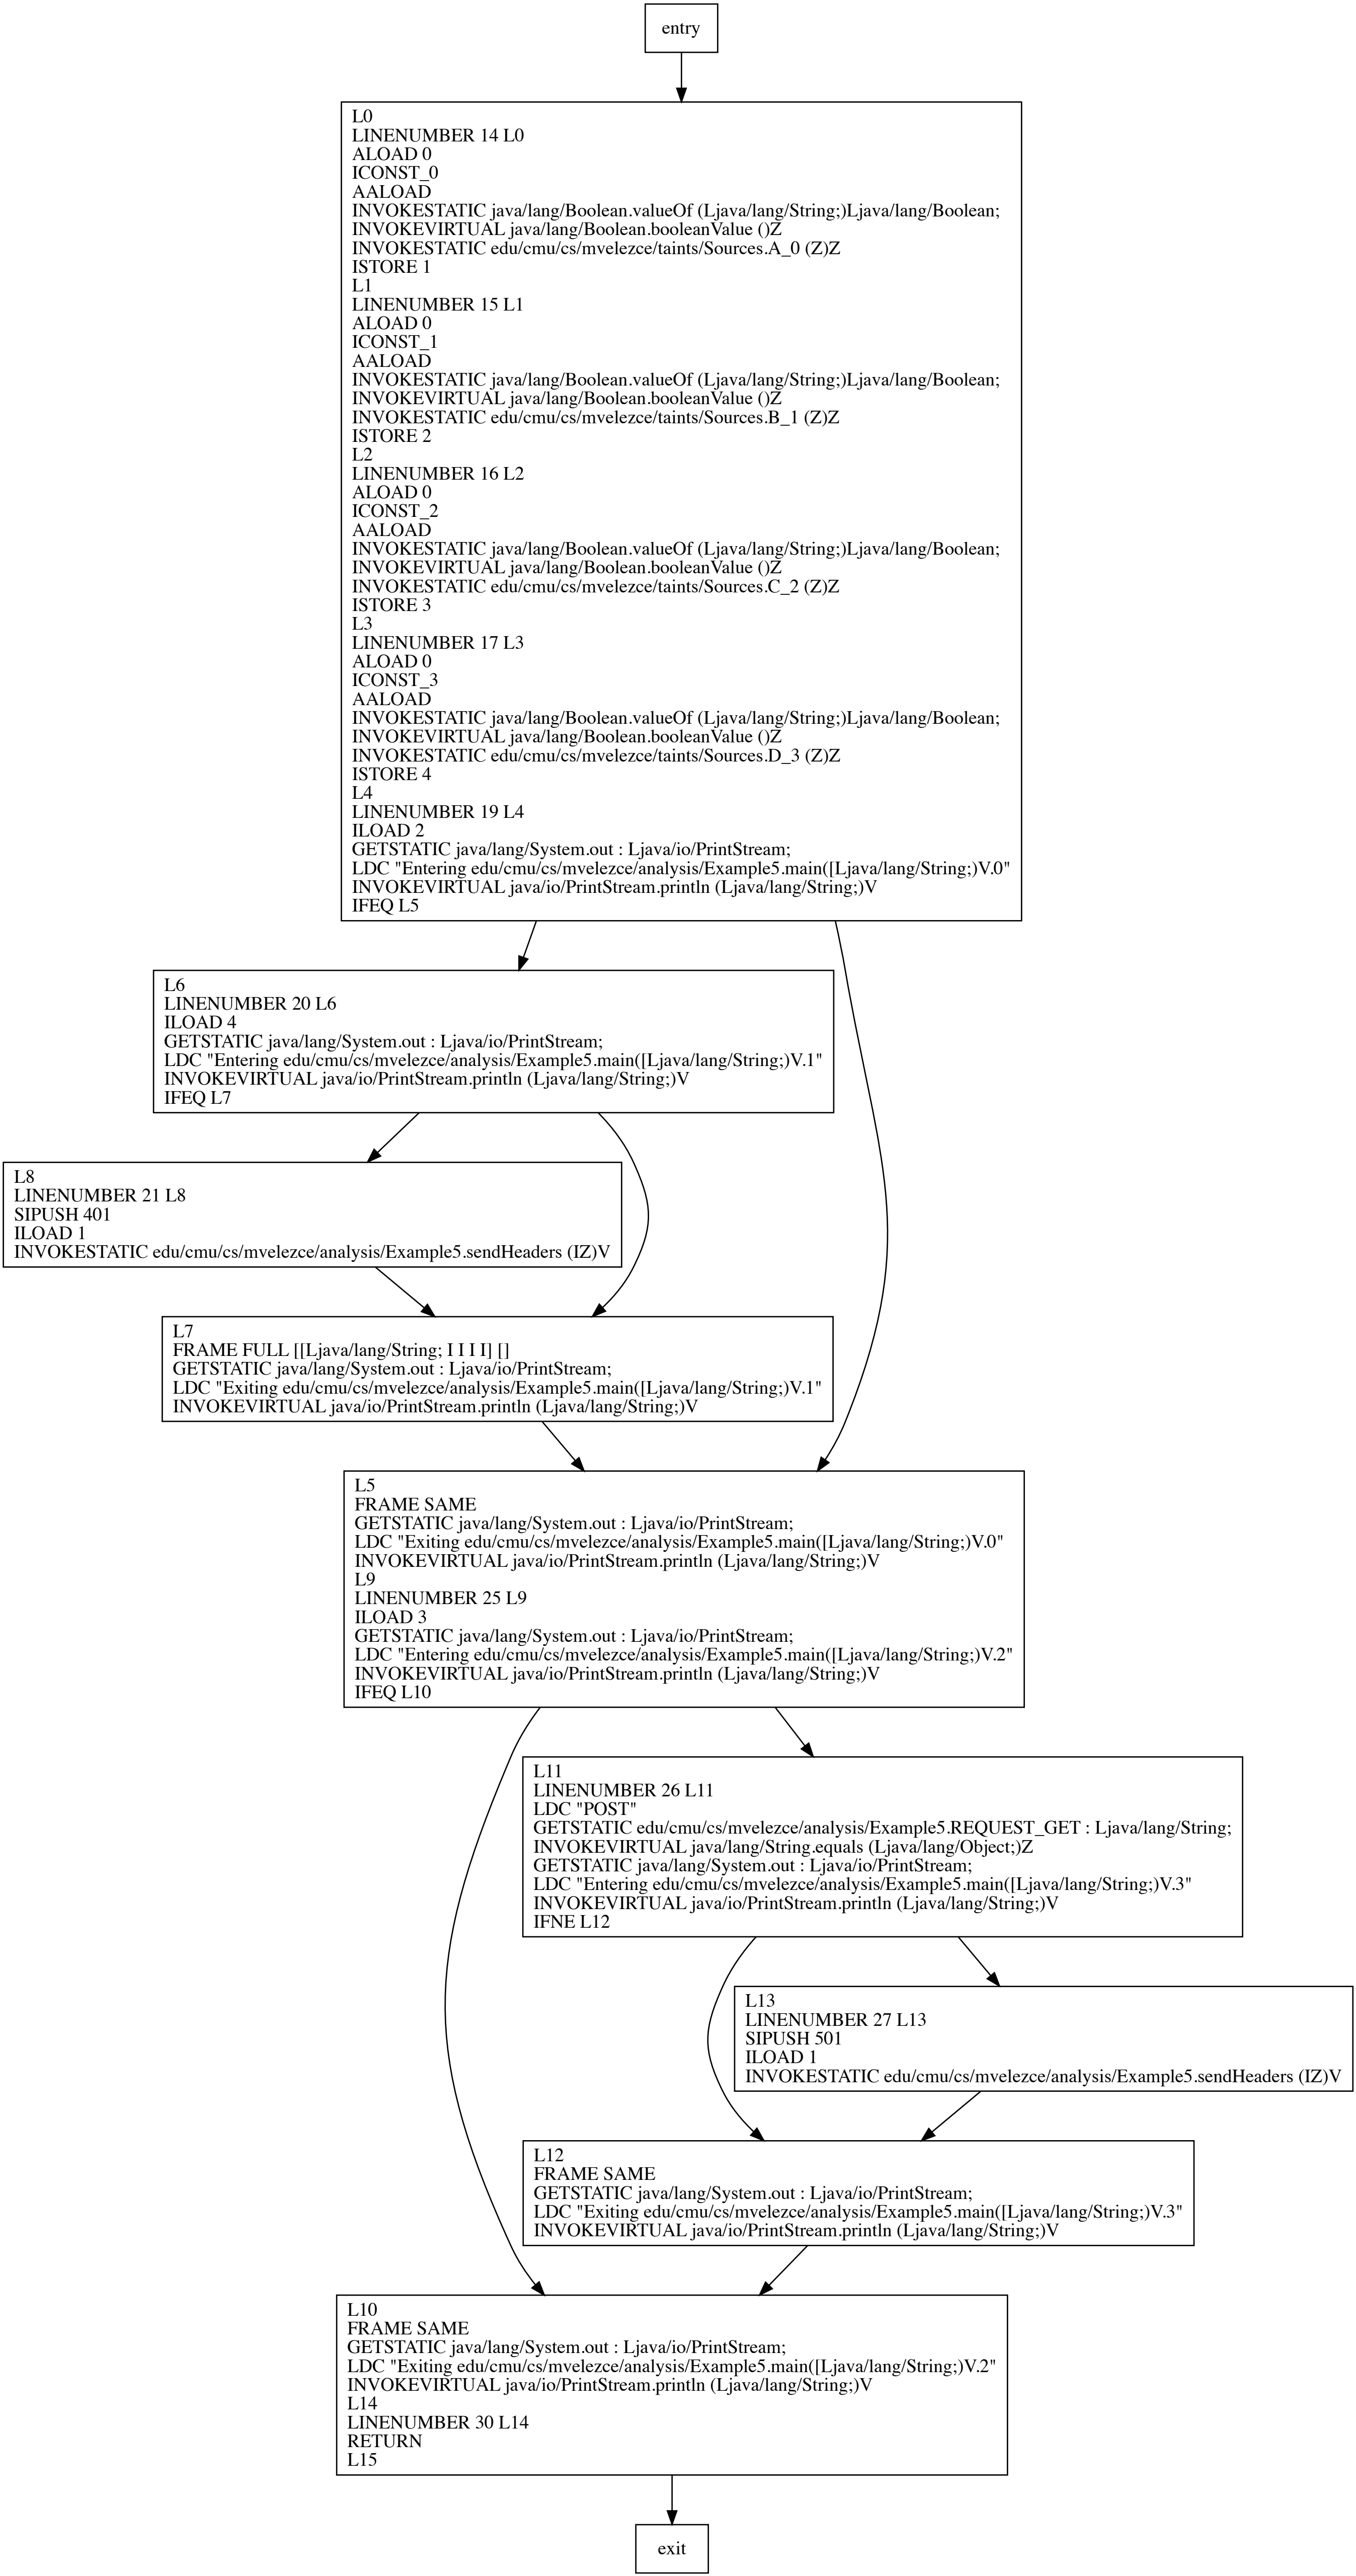 entry
L0
LINENUMBER 14 L0
ALOAD 0
ICONST_0
AALOAD
INVOKESTATIC java/lang/Boolean.valueOf (Ljava/lang/String;)Ljava/lang/Boolean;
INVOKEVIRTUAL java/lang/Boolean.booleanValue ()Z
INVOKESTATIC edu/cmu/cs/mvelezce/taints/Sources.A_0 (Z)Z
ISTORE 1
L1
LINENUMBER 15 L1
ALOAD 0
ICONST_1
AALOAD
INVOKESTATIC java/lang/Boolean.valueOf (Ljava/lang/String;)Ljava/lang/Boolean;
INVOKEVIRTUAL java/lang/Boolean.booleanValue ()Z
INVOKESTATIC edu/cmu/cs/mvelezce/taints/Sources.B_1 (Z)Z
ISTORE 2
L2
LINENUMBER 16 L2
ALOAD 0
ICONST_2
AALOAD
INVOKESTATIC java/lang/Boolean.valueOf (Ljava/lang/String;)Ljava/lang/Boolean;
INVOKEVIRTUAL java/lang/Boolean.booleanValue ()Z
INVOKESTATIC edu/cmu/cs/mvelezce/taints/Sources.C_2 (Z)Z
ISTORE 3
L3
LINENUMBER 17 L3
ALOAD 0
ICONST_3
AALOAD
INVOKESTATIC java/lang/Boolean.valueOf (Ljava/lang/String;)Ljava/lang/Boolean;
INVOKEVIRTUAL java/lang/Boolean.booleanValue ()Z
INVOKESTATIC edu/cmu/cs/mvelezce/taints/Sources.D_3 (Z)Z
ISTORE 4
L4
LINENUMBER 19 L4
ILOAD 2
GETSTATIC java/lang/System.out : Ljava/io/PrintStream;
LDC "Entering edu/cmu/cs/mvelezce/analysis/Example5.main([Ljava/lang/String;)V.0"
INVOKEVIRTUAL java/io/PrintStream.println (Ljava/lang/String;)V
IFEQ L5
L6
LINENUMBER 20 L6
ILOAD 4
GETSTATIC java/lang/System.out : Ljava/io/PrintStream;
LDC "Entering edu/cmu/cs/mvelezce/analysis/Example5.main([Ljava/lang/String;)V.1"
INVOKEVIRTUAL java/io/PrintStream.println (Ljava/lang/String;)V
IFEQ L7
L8
LINENUMBER 21 L8
SIPUSH 401
ILOAD 1
INVOKESTATIC edu/cmu/cs/mvelezce/analysis/Example5.sendHeaders (IZ)V
L7
FRAME FULL [[Ljava/lang/String; I I I I] []
GETSTATIC java/lang/System.out : Ljava/io/PrintStream;
LDC "Exiting edu/cmu/cs/mvelezce/analysis/Example5.main([Ljava/lang/String;)V.1"
INVOKEVIRTUAL java/io/PrintStream.println (Ljava/lang/String;)V
L5
FRAME SAME
GETSTATIC java/lang/System.out : Ljava/io/PrintStream;
LDC "Exiting edu/cmu/cs/mvelezce/analysis/Example5.main([Ljava/lang/String;)V.0"
INVOKEVIRTUAL java/io/PrintStream.println (Ljava/lang/String;)V
L9
LINENUMBER 25 L9
ILOAD 3
GETSTATIC java/lang/System.out : Ljava/io/PrintStream;
LDC "Entering edu/cmu/cs/mvelezce/analysis/Example5.main([Ljava/lang/String;)V.2"
INVOKEVIRTUAL java/io/PrintStream.println (Ljava/lang/String;)V
IFEQ L10
L11
LINENUMBER 26 L11
LDC "POST"
GETSTATIC edu/cmu/cs/mvelezce/analysis/Example5.REQUEST_GET : Ljava/lang/String;
INVOKEVIRTUAL java/lang/String.equals (Ljava/lang/Object;)Z
GETSTATIC java/lang/System.out : Ljava/io/PrintStream;
LDC "Entering edu/cmu/cs/mvelezce/analysis/Example5.main([Ljava/lang/String;)V.3"
INVOKEVIRTUAL java/io/PrintStream.println (Ljava/lang/String;)V
IFNE L12
L13
LINENUMBER 27 L13
SIPUSH 501
ILOAD 1
INVOKESTATIC edu/cmu/cs/mvelezce/analysis/Example5.sendHeaders (IZ)V
L12
FRAME SAME
GETSTATIC java/lang/System.out : Ljava/io/PrintStream;
LDC "Exiting edu/cmu/cs/mvelezce/analysis/Example5.main([Ljava/lang/String;)V.3"
INVOKEVIRTUAL java/io/PrintStream.println (Ljava/lang/String;)V
L10
FRAME SAME
GETSTATIC java/lang/System.out : Ljava/io/PrintStream;
LDC "Exiting edu/cmu/cs/mvelezce/analysis/Example5.main([Ljava/lang/String;)V.2"
INVOKEVIRTUAL java/io/PrintStream.println (Ljava/lang/String;)V
L14
LINENUMBER 30 L14
RETURN
L15
exit